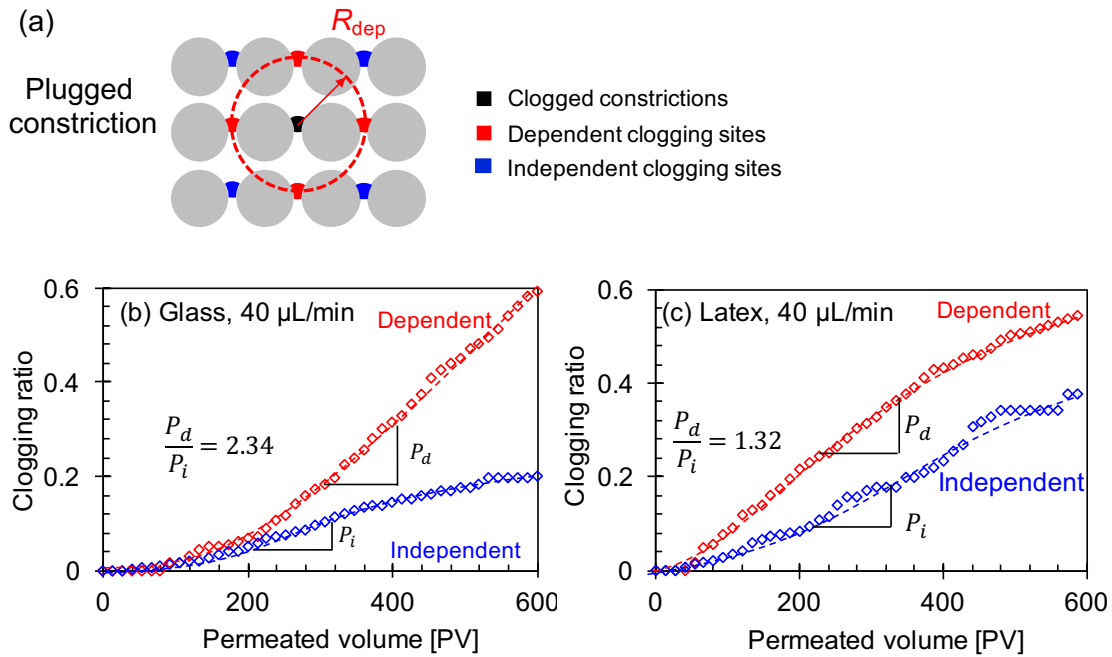 (a)
R_dep
Plugged
constriction
Clogged constrictions
Dependent clogging sites
Independent clogging sites
(b) Glass, 40 µL/min
Dependent
P_d/P_i = 2.34
P_d
P_i
Independent
0.6
0.4
0.2
0
0 200 400 600
Clogging ratio
Permeated volume [PV]
(c) Latex, 40 µL/min
Dependent
P_d/P_i = 1.32
P_d
P_i
Independent
0.6
0.4
0.2
0
0 200 400 600
Clogging ratio
Permeated volume [PV]